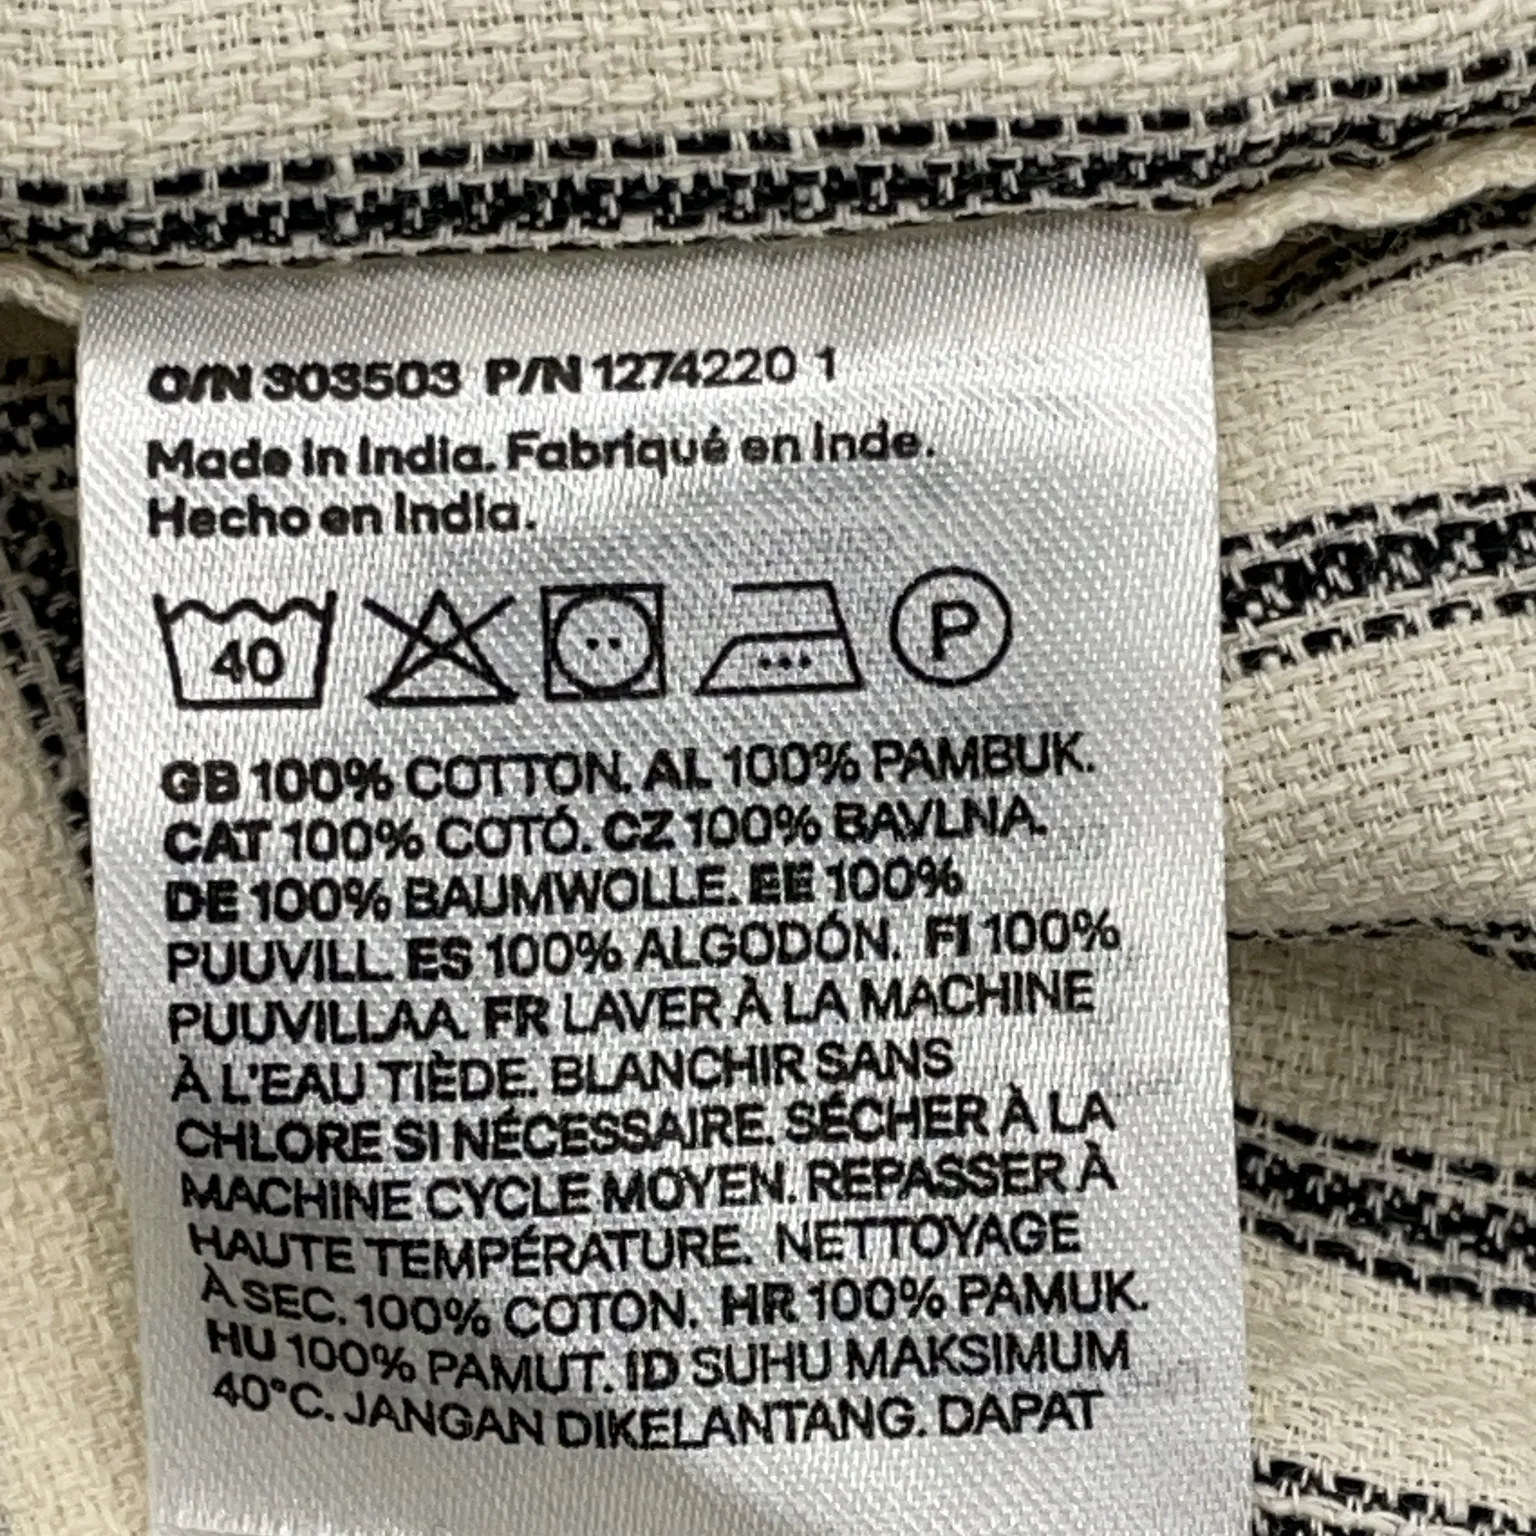 O/N 303503 P/N 1274220 1
Made in India. Fabriqué en Inde.
Hecho en India.
40 P
GB 100% COTTON. AL 100% PAMBUK.
CAT 100% COTÓ. CZ 100% BAVLNA.
DE 100% BAUMWOLLE. EE 100%
PUUVILL. ES 100% ALGODÓN. FI 100%
PUUVILLAA. FR LAVER À LA MACHINE
À L'EAU TIÈDE. BLANCHIR SANS
CHLORE SI NÉCESSAIRE. SÉCHER À LA
MACHINE CYCLE MOYEN. REPASSER À
HAUTE TEMPÉRATURE. NETTOYAGE
À SEC. 100% COTON. HR 100% PAMUK.
HU 100% PAMUT. ID SUHU MAKSIMUM
40°C. JANGAN DIKELANTANG. DAPAT